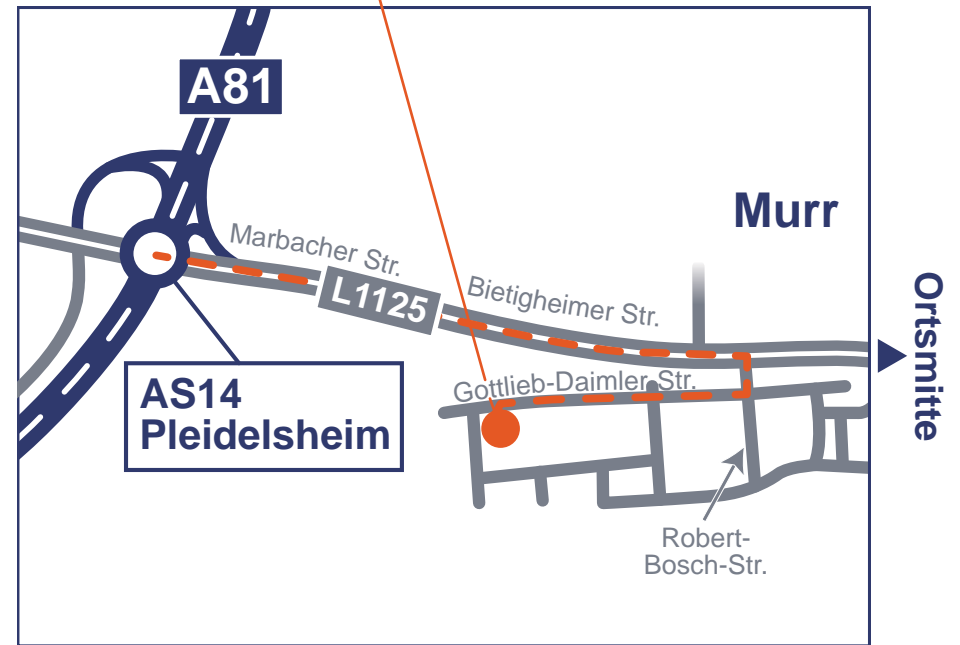 A81
Murr
Marbacher Str.
L1125
Bietigheimer Str.
Ortsmitte
AS14
Pleidelsheim
Gottlieb-Daimler-Str.
Robert-
Bosch-Str.